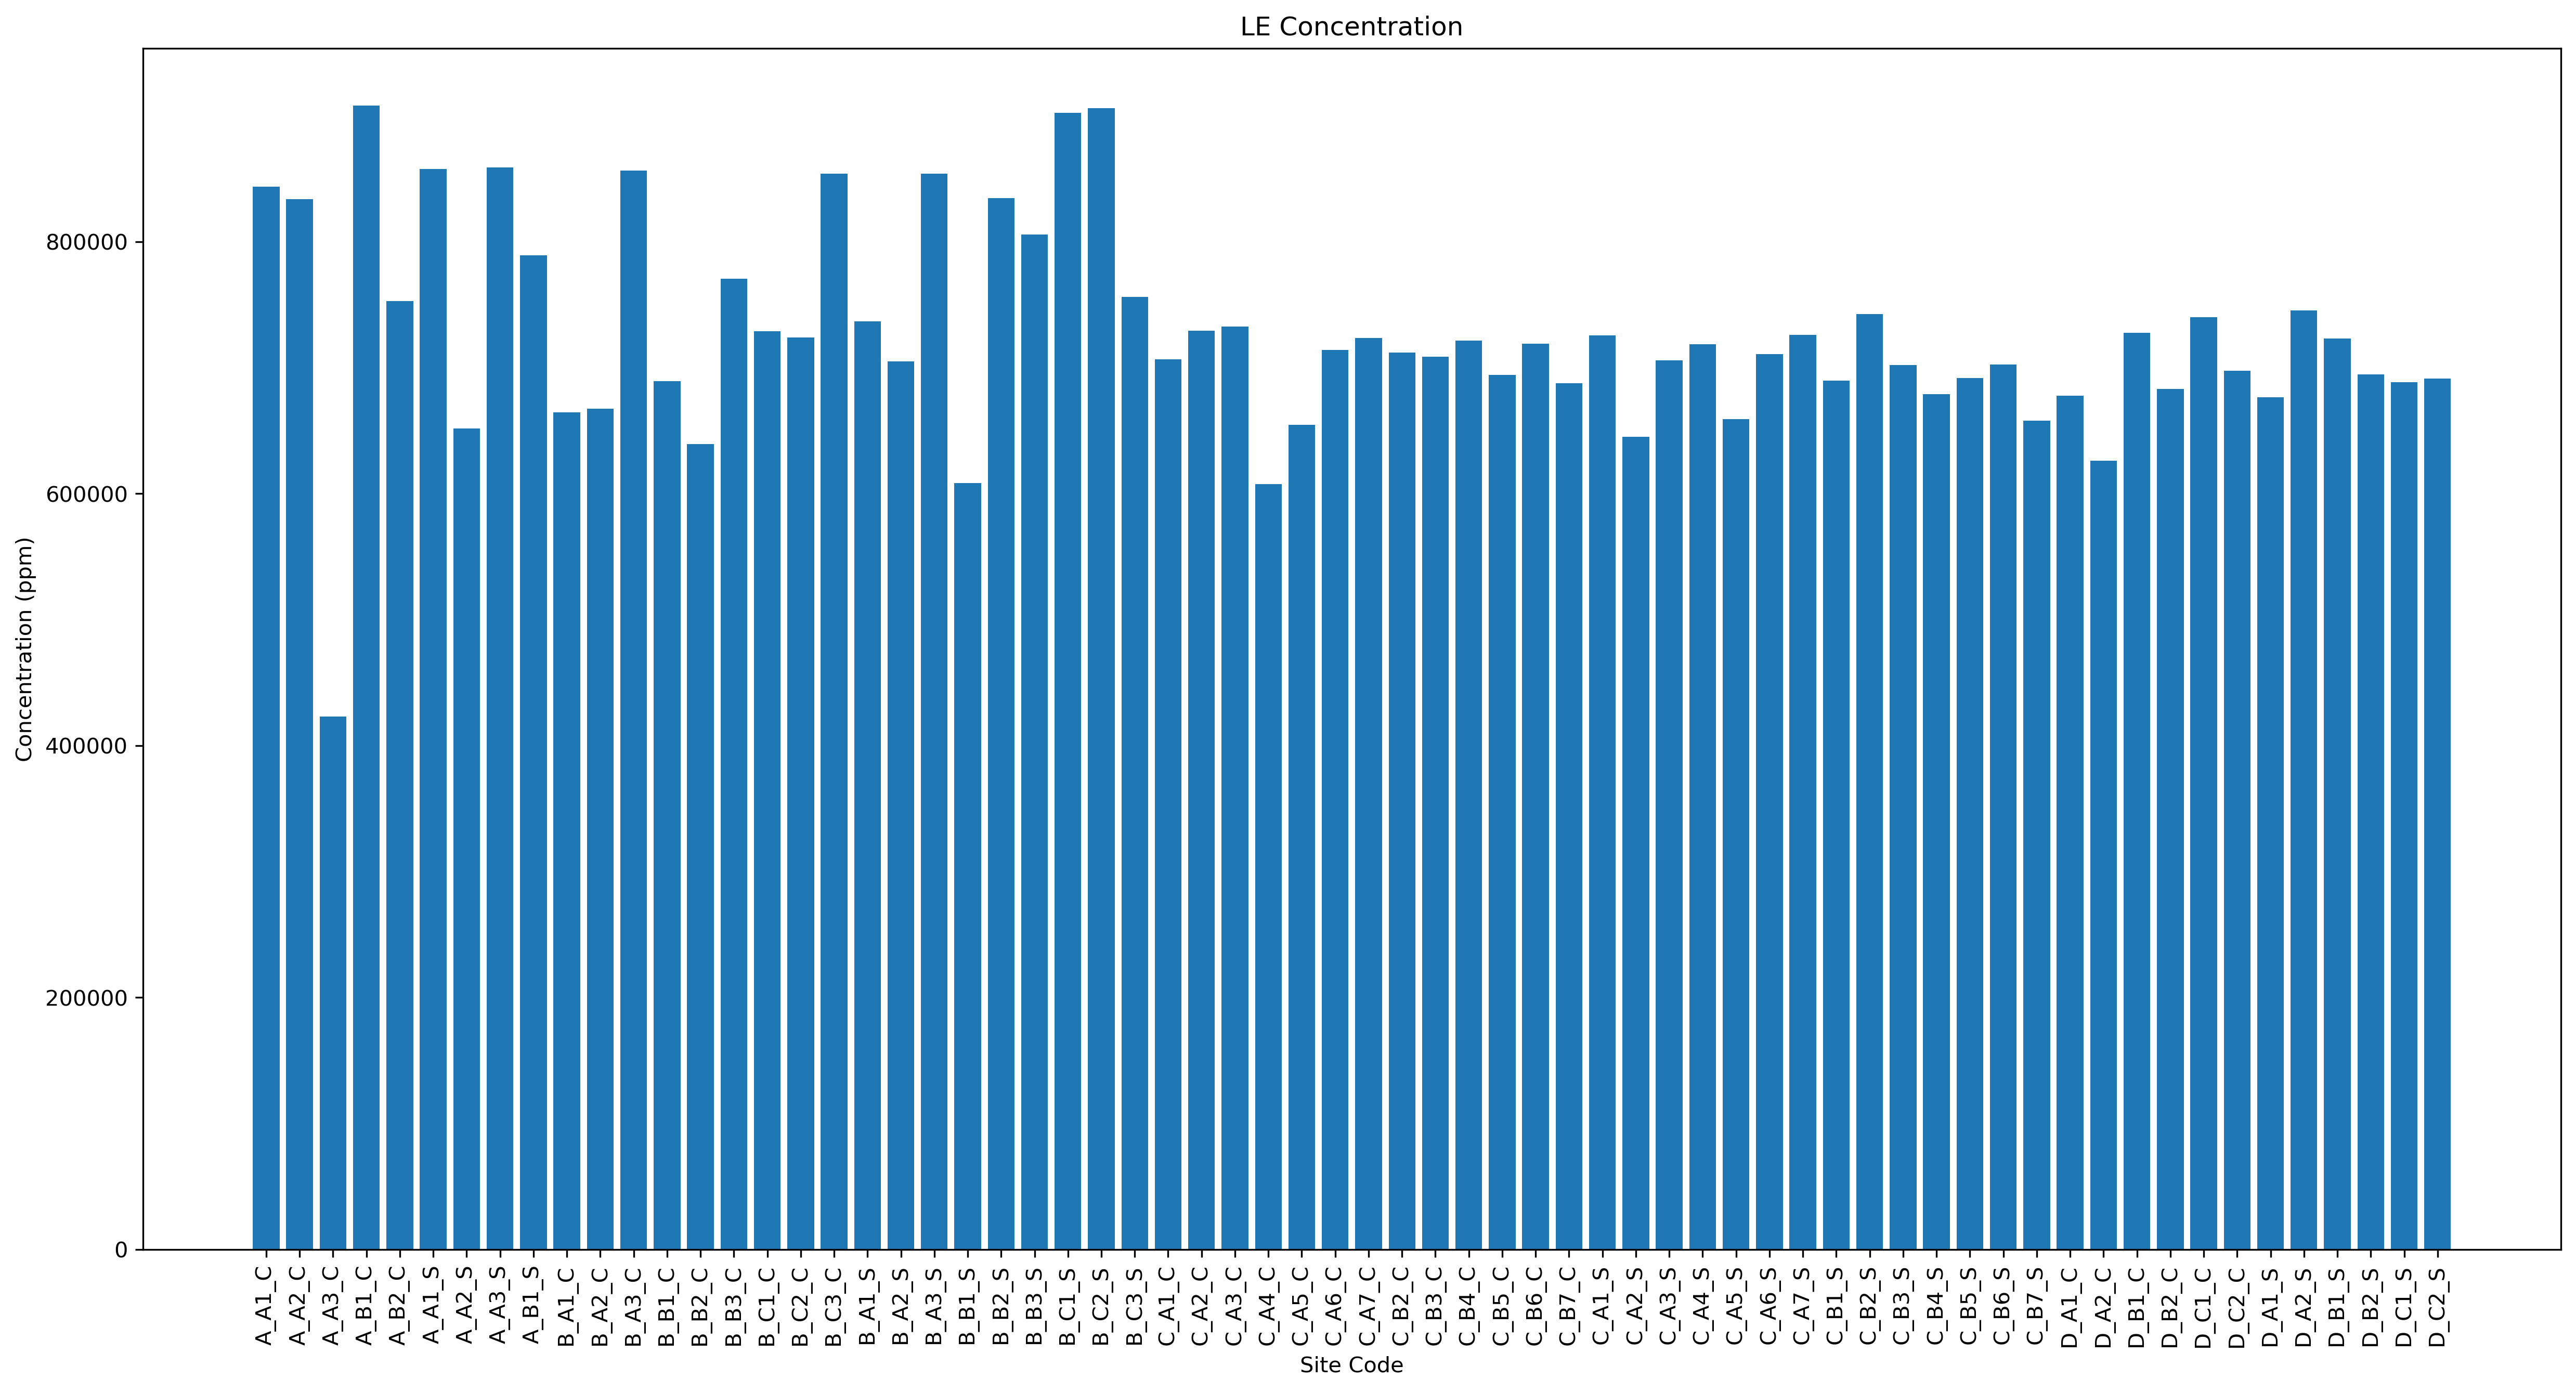 LE Concentration
Concentration (ppm)
800000
600000
400000
200000
0
A_A1_C A_A2_C A_A3_C A_B1_C A_B2_C A_A1_S A_A2_S A_A3_S A_B1_S B_A1_C B_A2_C B_A3_C B_B1_C B_B2_C B_B3_C B_C1_C B_C2_C B_C3_C B_A1_S B_A2_S B_A3_S B_B1_S B_B2_S B_B3_S B_C1_S B_C2_S B_C3_S C_A1_C C_A2_C C_A3_C C_A4_C C_A5_C C_A6_C C_A7_C C_B2_C C_B3_C C_B4_C C_B5_C C_B6_C C_B7_C C_A1_S C_A2_S C_A3_S C_A4_S C_A5_S C_A6_S C_A7_S C_B1_S C_B2_S C_B3_S C_B4_S C_B5_S C_B6_S C_B7_S D_A1_C D_A2_C D_B1_C D_B2_C D_C1_C D_C2_C D_A1_S D_A2_S D_B1_S D_B2_S D_C1_S D_C2_S
Site Code